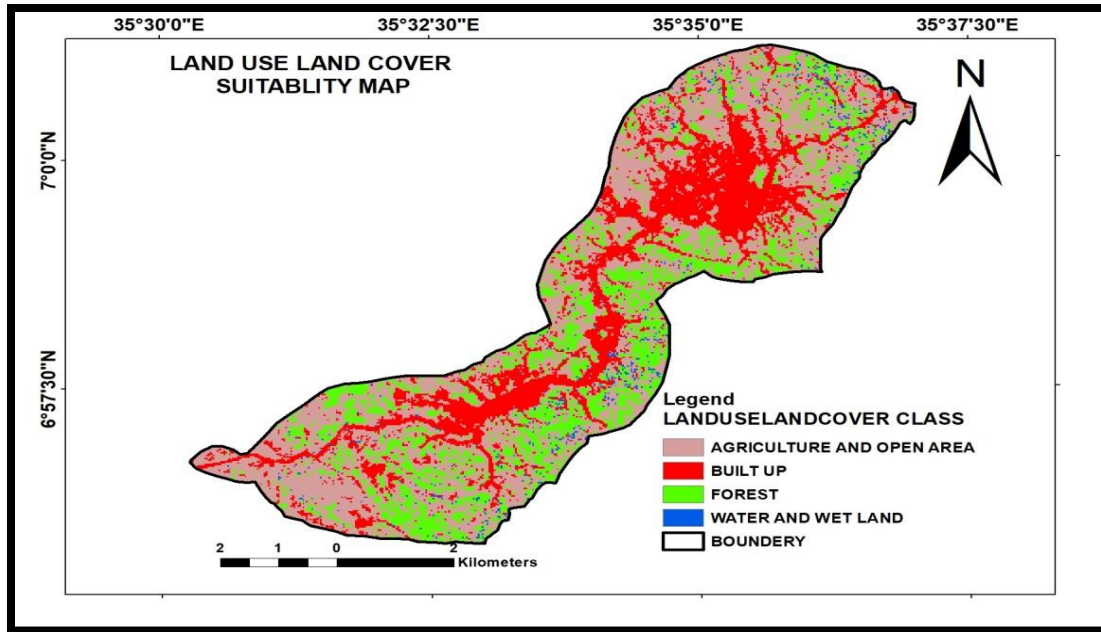 35°30'0"E 35°32'30"E 35°35'0"E 35°37'30"E
LAND USE LAND COVER
SUITABLITY MAP
N
7°0'0"N
6°57'30"N
Legend
LANDUSELANDCOVER CLASS
AGRICULTURE AND OPEN AREA
BUILT UP
FOREST
WATER AND WET LAND
BOUNDERY
2 1 0 2
Kilometers